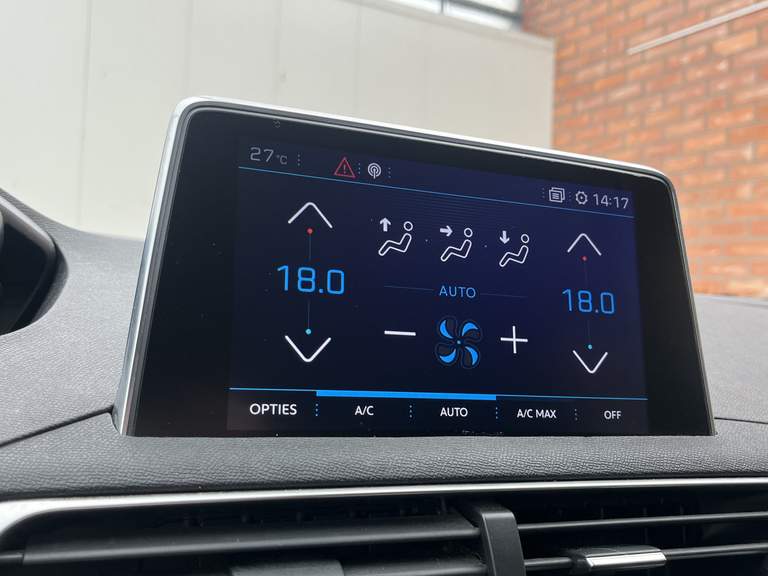 27°C 14:17
18.0 18.0
AUTO
OPTIES A/C AUTO A/C MAX OFF